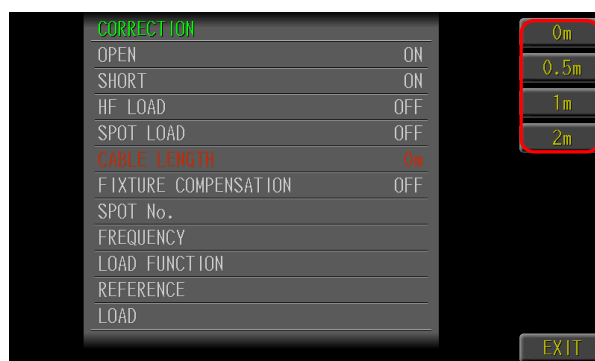 CORRECTION
OPEN ON
SHORT ON
HF LOAD OFF
SPOT LOAD OFF
CABLE LENGTH 0m
FIXTURE COMPENSATION OFF
SPOT No.
FREQUENCY
LOAD FUNCTION
REFERENCE
LOAD
0m
0.5m
1m
2m
EXIT